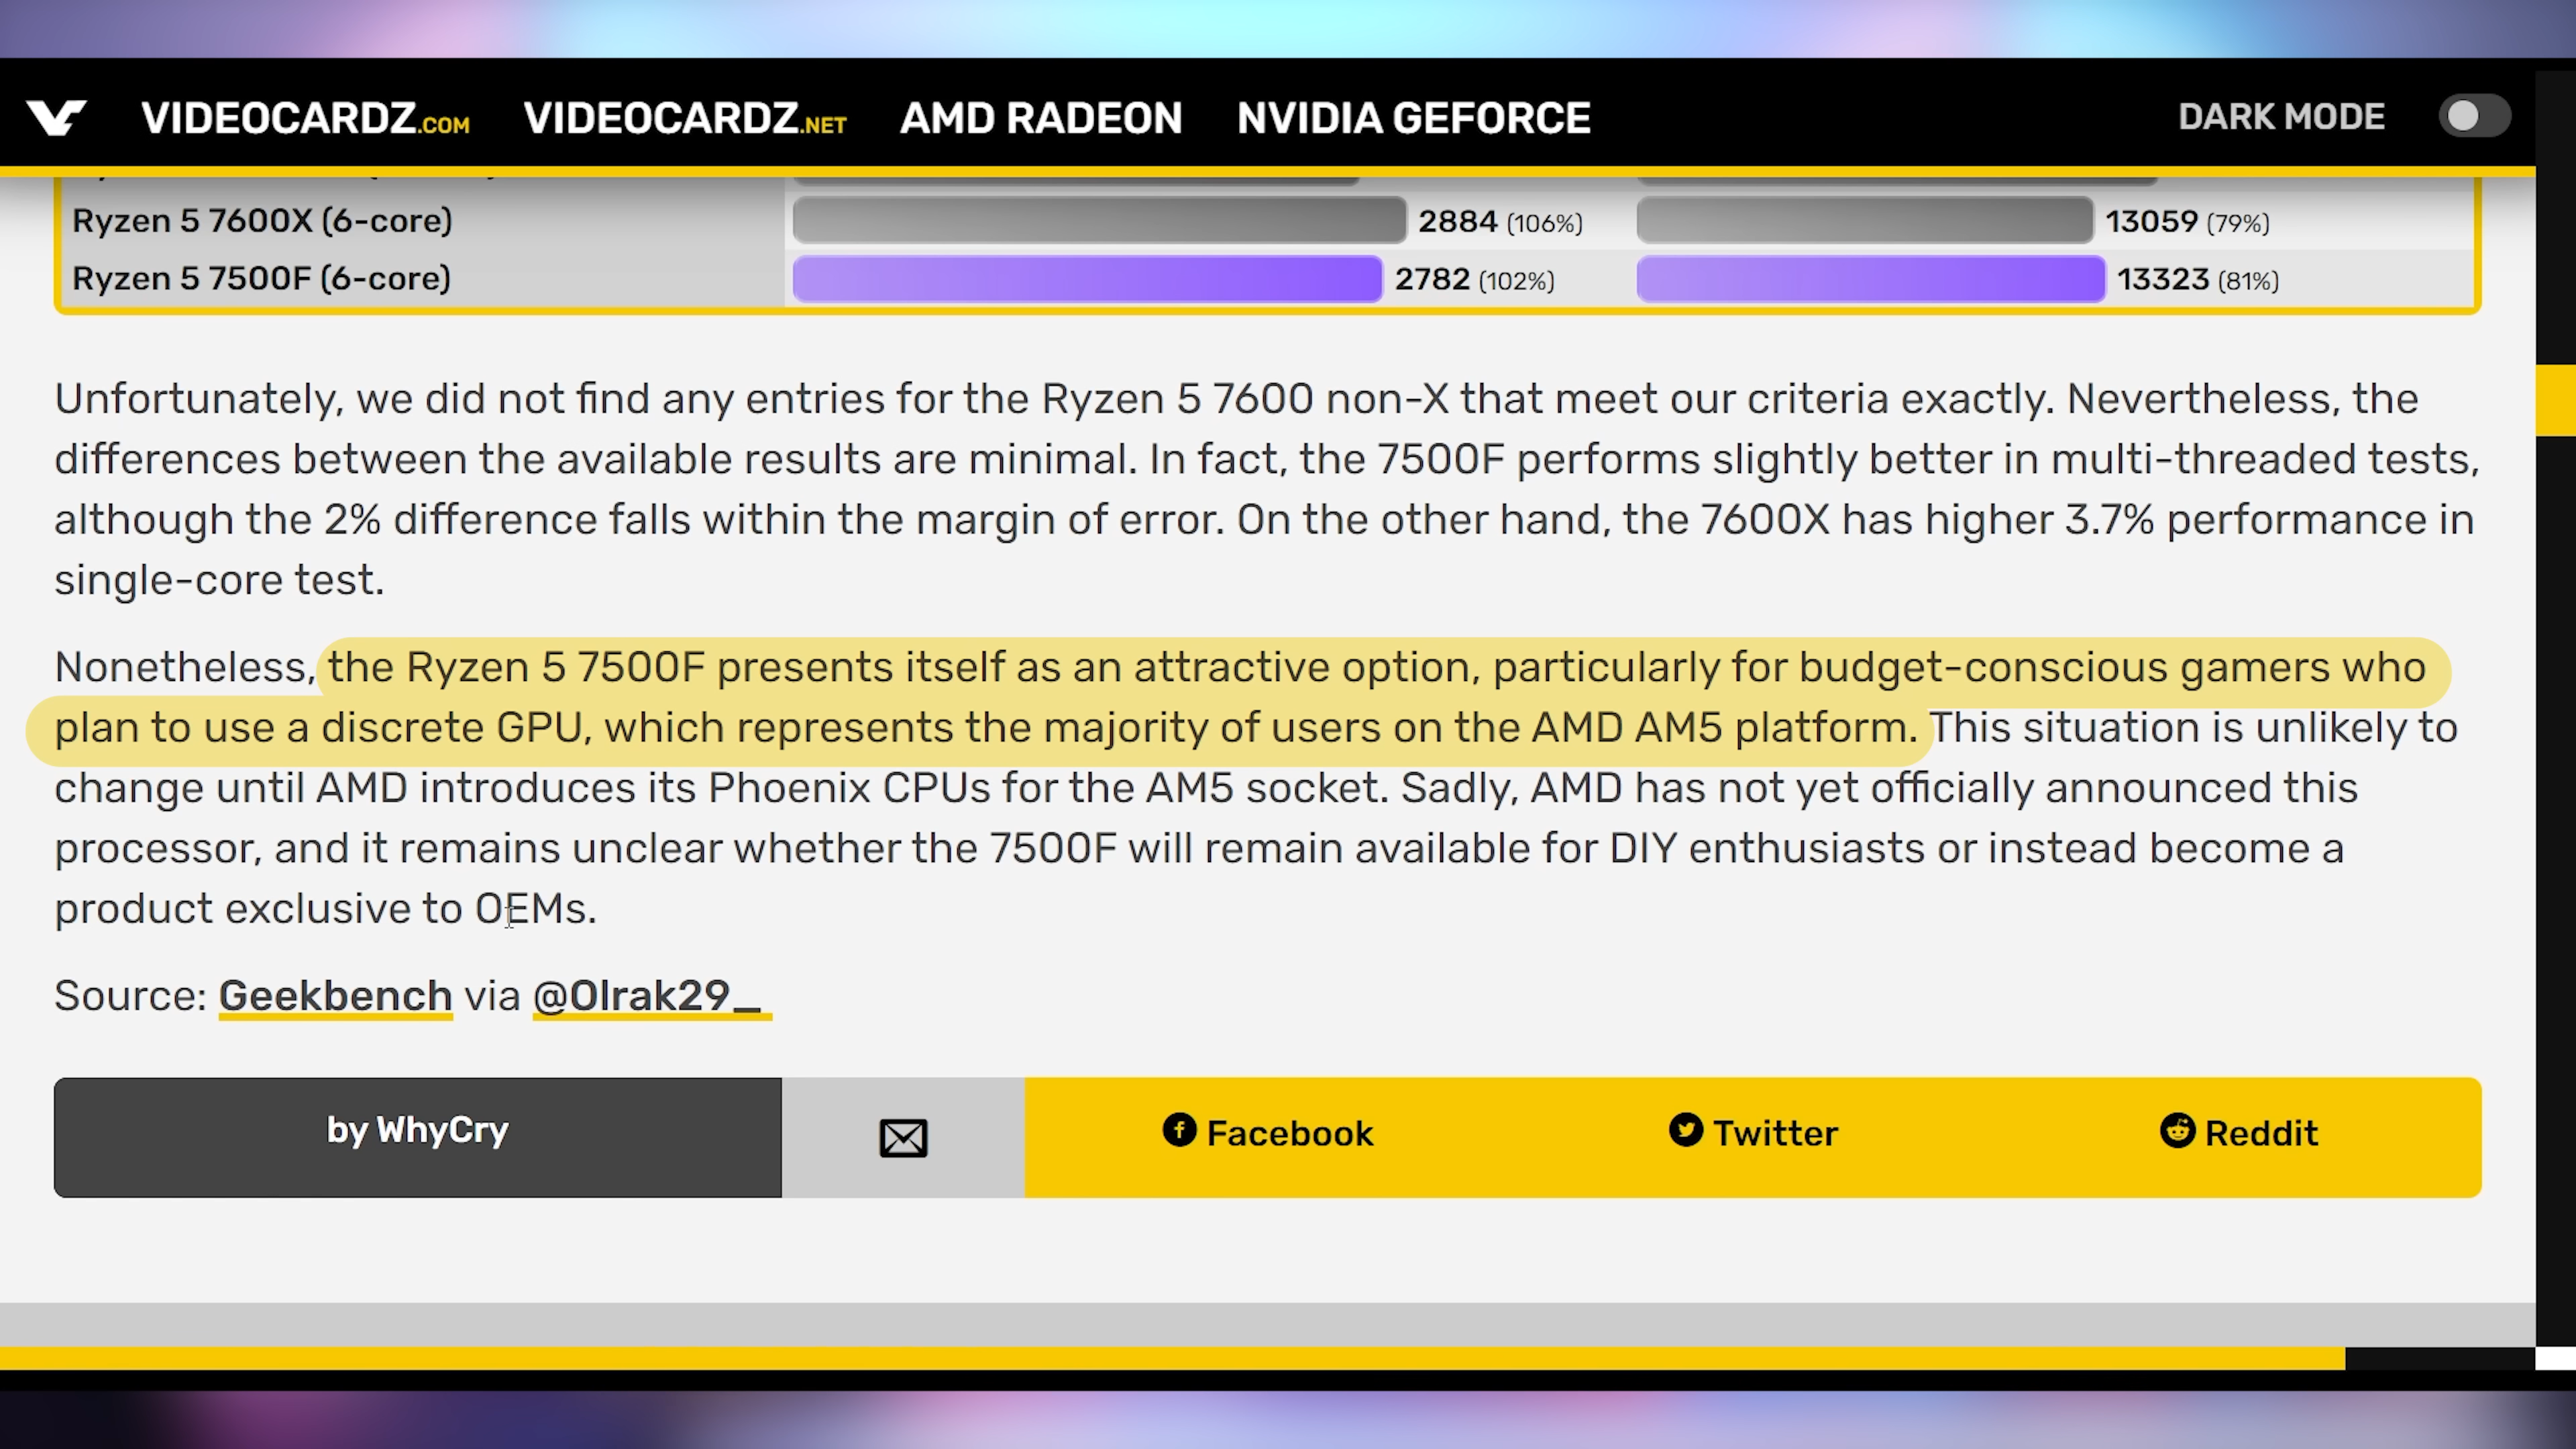 VIDEOCARDZ.COM VIDEOCARDZ.NET AMD RADEON NVIDIA GEFORCE DARK MODE
Ryzen 5 7600X (6-core) 2884 (106%) 13059 (79%)
Ryzen 5 7500F (6-core) 2782 (102%) 13323 (81%)
Unfortunately, we did not find any entries for the Ryzen 5 7600 non-X that meet our criteria exactly. Nevertheless, the
differences between the available results are minimal. In fact, the 7500F performs slightly better in multi-threaded tests,
although the 2% difference falls within the margin of error. On the other hand, the 7600X has higher 3.7% performance in
single-core test.
Nonetheless, the Ryzen 5 7500F presents itself as an attractive option, particularly for budget-conscious gamers who
plan to use a discrete GPU, which represents the majority of users on the AMD AM5 platform. This situation is unlikely to
change until AMD introduces its Phoenix CPUs for the AM5 socket. Sadly, AMD has not yet officially announced this
processor, and it remains unclear whether the 7500F will remain available for DIY enthusiasts or instead become a
product exclusive to OEMs.
Source: Geekbench via @Olrak29_
by WhyCry Facebook Twitter Reddit